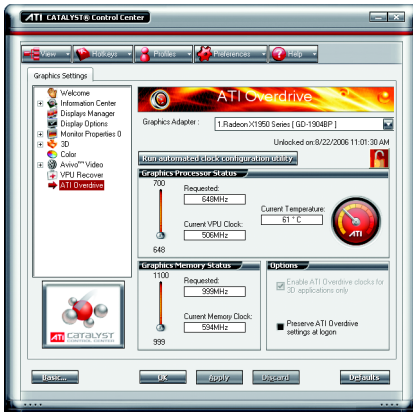 ATI CATALYST® Control Center
View
Hotkeys
Profiles
Preferences
Help
Graphics Settings
Welcome
Information Center
Displays Manager
Display Options
Monitor Properties 0
3D
Color
Avivo™ Video
VPU Recover
ATI Overdrive
ATI CATALYST
CONTROL CENTER
ATI Overdrive
Graphics Adapter :
1.Radeon X1950 Series [ GD-1904BP ]
Unlocked on:8/22/2006 11:01:30 AM
Run automated clock configuration utility
Graphics Processor Status
700
648
Requested:
648MHz
Current VPU Clock:
506MHz
Current Temperature:
61 ° C
ATI
Graphics Memory Status
1100
999
Requested:
999MHz
Current Memory Clock:
594MHz
Options
Enable ATI Overdrive clocks for
3D applications only
Preserve ATI Overdrive
settings at logon
Basic...
OK
Apply
Discard
Defaults